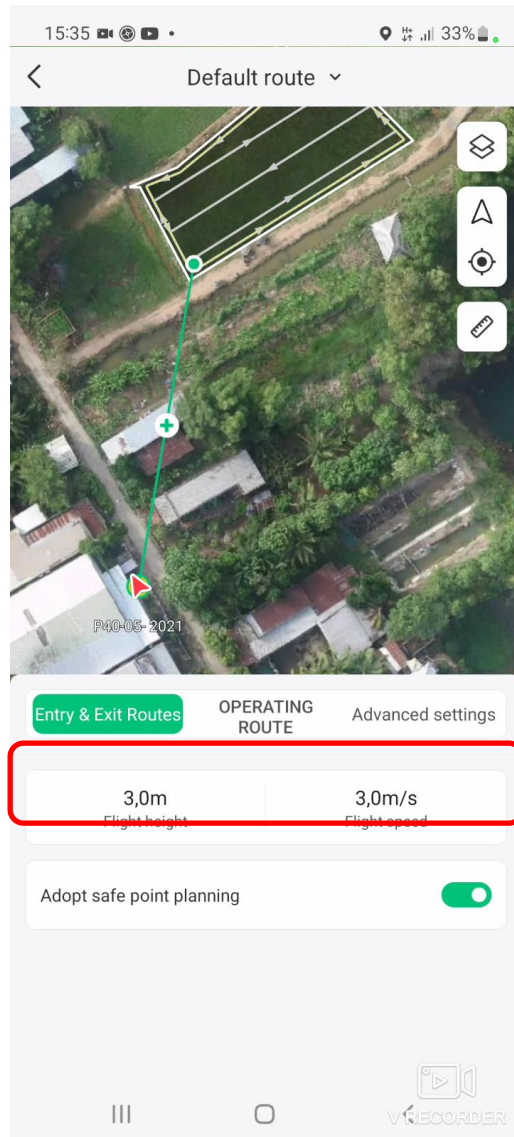 15:35
33%
Default route
P40-05- 2021
Entry & Exit Routes
OPERATING
ROUTE
Advanced settings
3,0m
3,0m/s
Flight height
Flight speed
Adopt safe point planning
VRECORDER